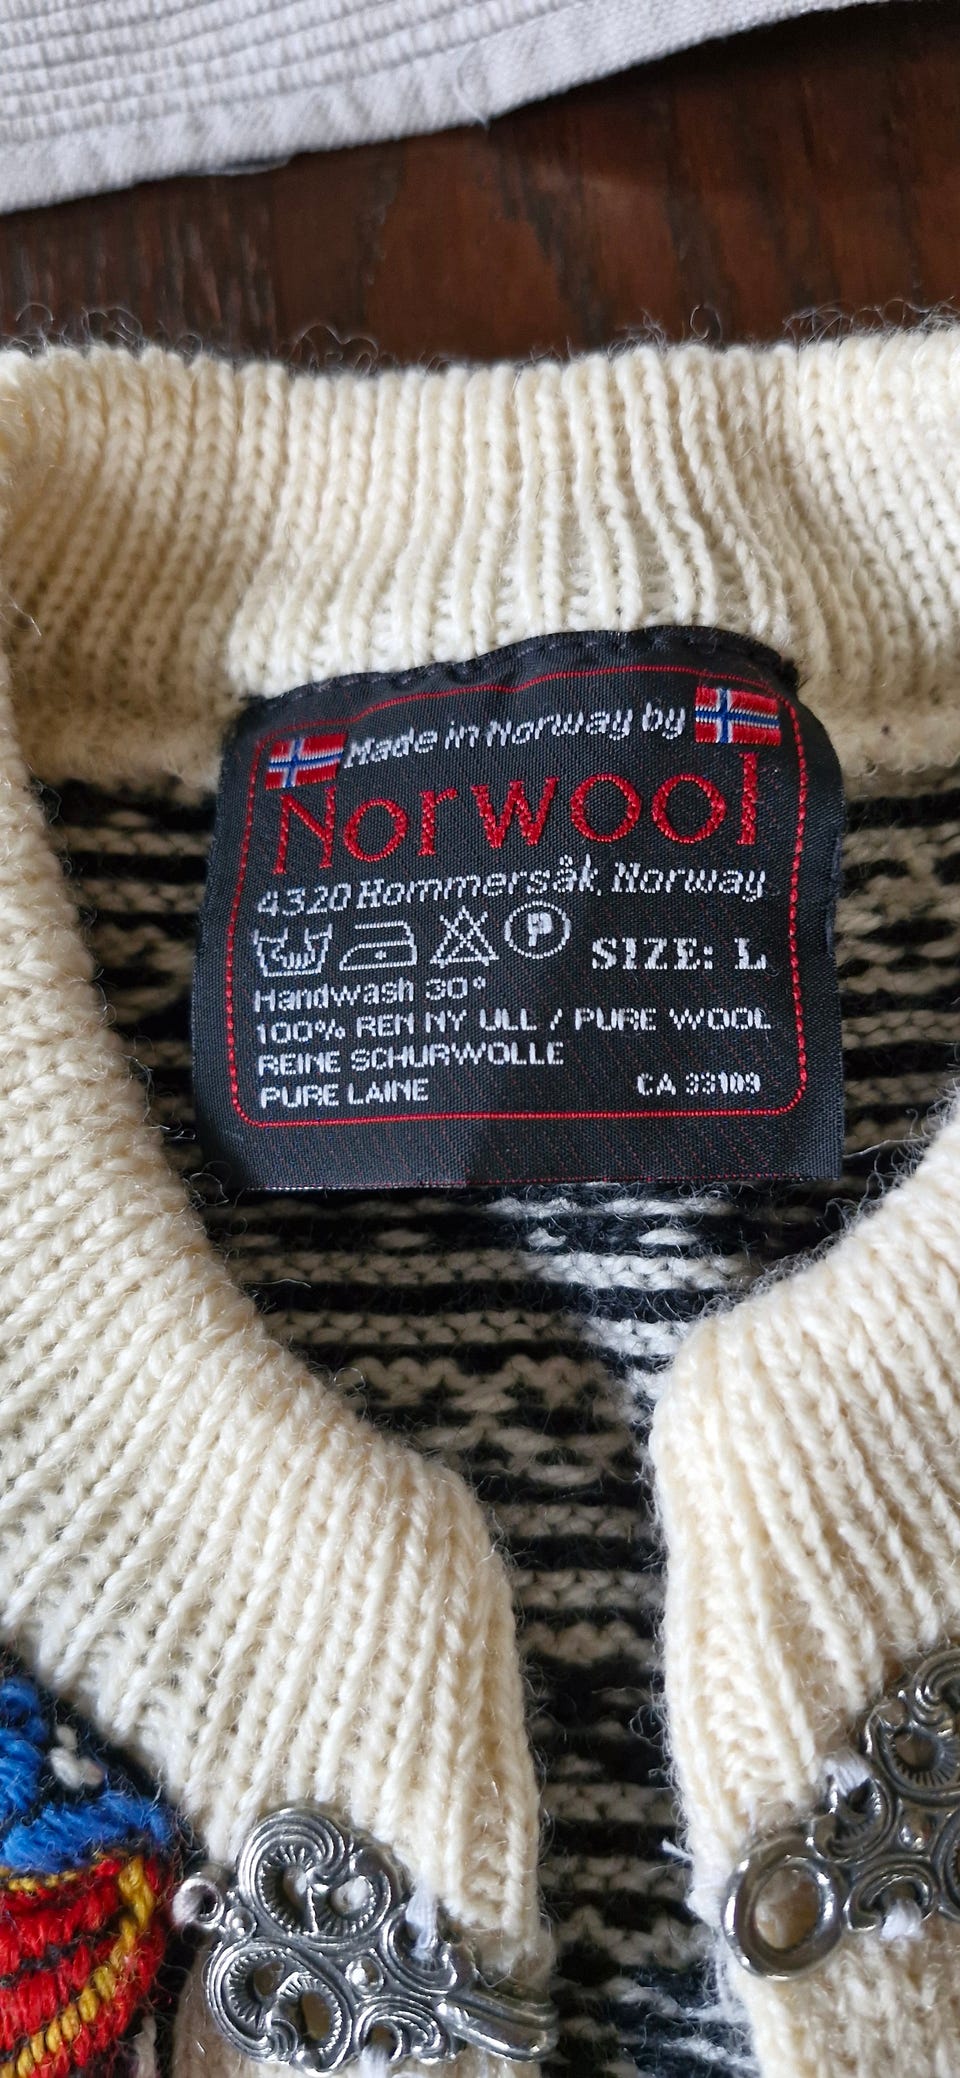 Made in Norway by
Norwool
4320 Hommersåk, Norway
P
SIZE: L
Handwash 30°
100% REN NY ULL / PURE WOOL
REINE SCHURWOLLE
PURE LAINE
CA 33109